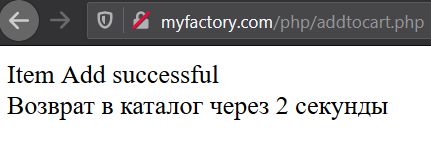 myfactory.com/php/addtocart.php
Item Add successful
Возврат в каталог через 2 секунды